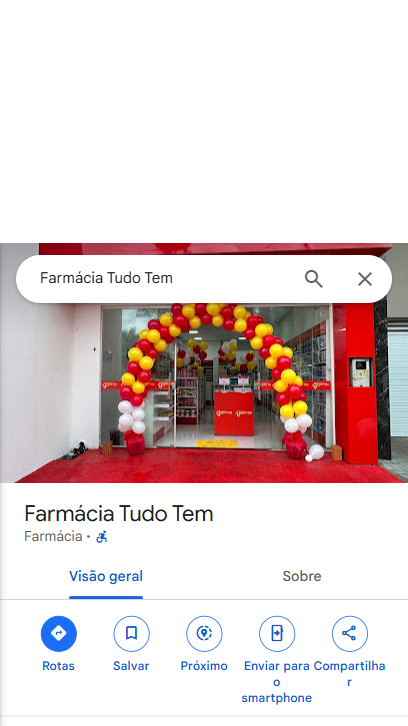 Farmácia Tudo Tem
Farmácia Tudo Tem
Farmácia ·
Visão geral
Sobre
Rotas
Salvar
Próximo
Enviar para o smartphone
Compartilhar